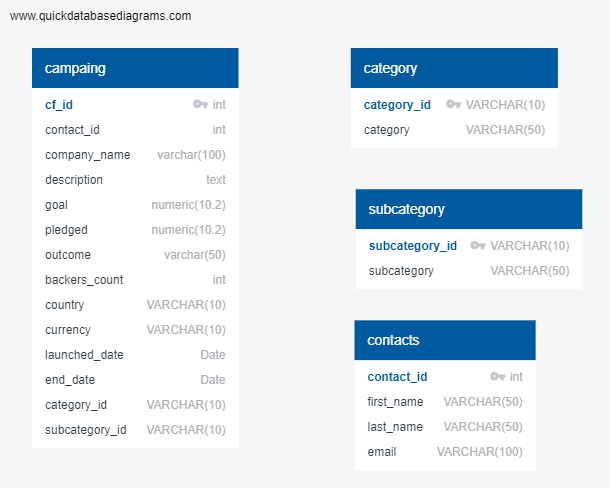 www.quickdatabasediagrams.com
campaing
cf_id int
contact_id int
company_name varchar(100)
description text
goal numeric(10.2)
pledged numeric(10.2)
outcome varchar(50)
backers_count int
country VARCHAR(10)
currency VARCHAR(10)
launched_date Date
end_date Date
category_id VARCHAR(10)
subcategory_id VARCHAR(10)
category
category_id VARCHAR(10)
category VARCHAR(50)
subcategory
subcategory_id VARCHAR(10)
subcategory VARCHAR(50)
contacts
contact_id int
first_name VARCHAR(50)
last_name VARCHAR(50)
email VARCHAR(100)